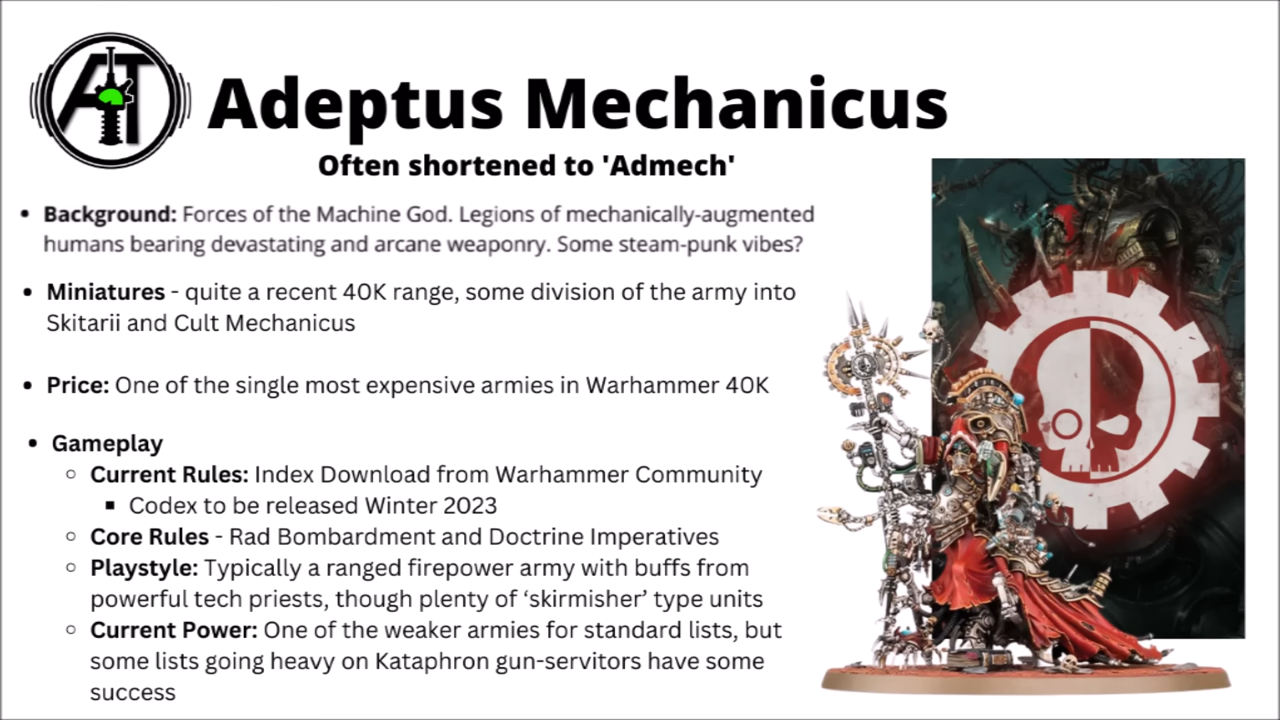 AT
Adeptus Mechanicus
Often shortened to 'Admech'
• Background: Forces of the Machine God. Legions of mechanically-augmented
humans bearing devastating and arcane weaponry. Some steam-punk vibes?
• Miniatures - quite a recent 40K range, some division of the army into
Skitarii and Cult Mechanicus
• Price: One of the single most expensive armies in Warhammer 40K
• Gameplay
◦ Current Rules: Index Download from Warhammer Community
▪ Codex to be released Winter 2023
◦ Core Rules - Rad Bombardment and Doctrine Imperatives
◦ Playstyle: Typically a ranged firepower army with buffs from
powerful tech priests, though plenty of ‘skirmisher’ type units
◦ Current Power: One of the weaker armies for standard lists, but
some lists going heavy on Kataphron gun-servitors have some
success